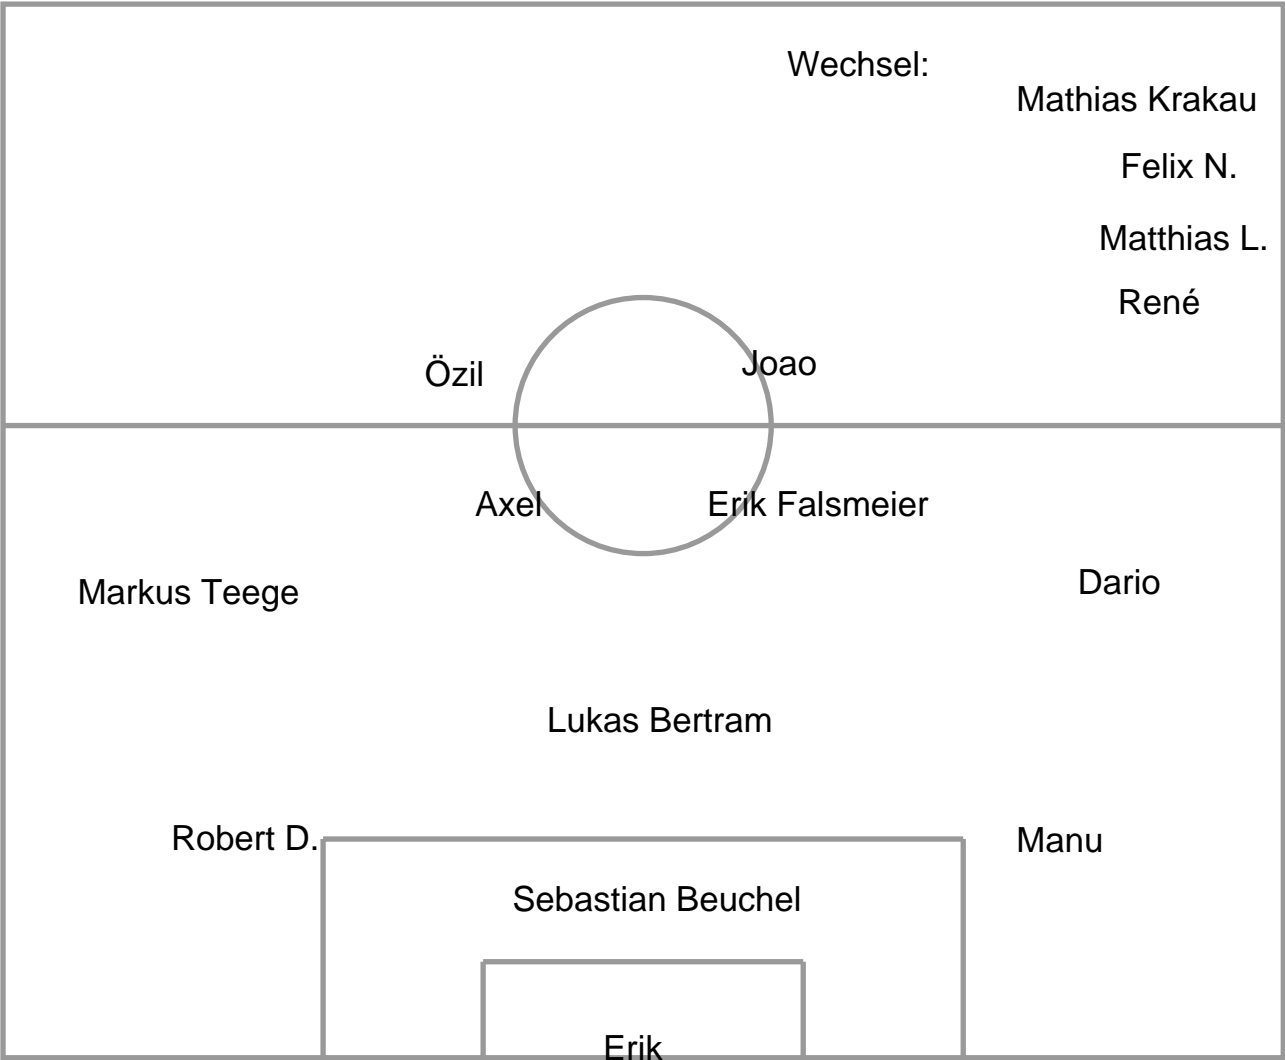 Wechsel:
Mathias Krakau
Felix N.
Matthias L.
René
Özil
Joao
Axel
Erik Falsmeier
Markus Teege
Dario
Lukas Bertram
Robert D.
Manu
Sebastian Beuchel
Erik